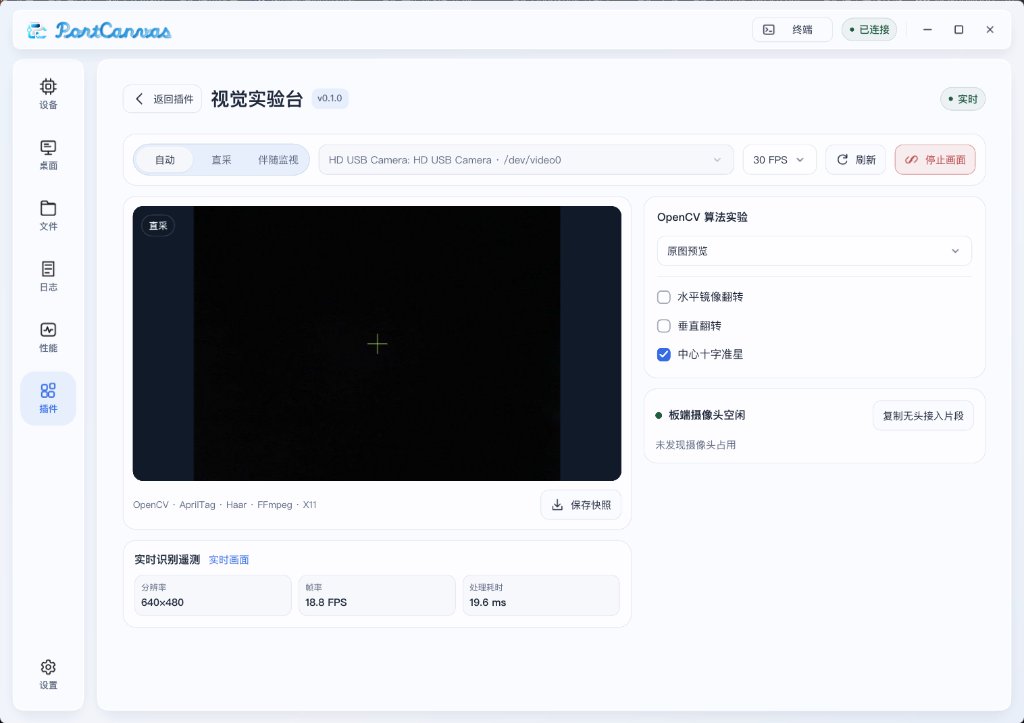 PortCanvas
终端
已连接
设备
桌面
文件
日志
性能
插件
设置
返回插件
视觉实验台
v0.1.0
实时
自动
直采
伴随监视
HD USB Camera: HD USB Camera · /dev/video0
30 FPS
刷新
停止画面
直采
OpenCV · AprilTag · Haar · FFmpeg · X11
保存快照
实时识别遥测 实时画面
分辨率
640×480
帧率
18.8 FPS
处理耗时
19.6 ms
OpenCV 算法实验
原图预览
水平镜像翻转
垂直翻转
中心十字准星
板端摄像头空闲
复制无头接入片段
未发现摄像头占用